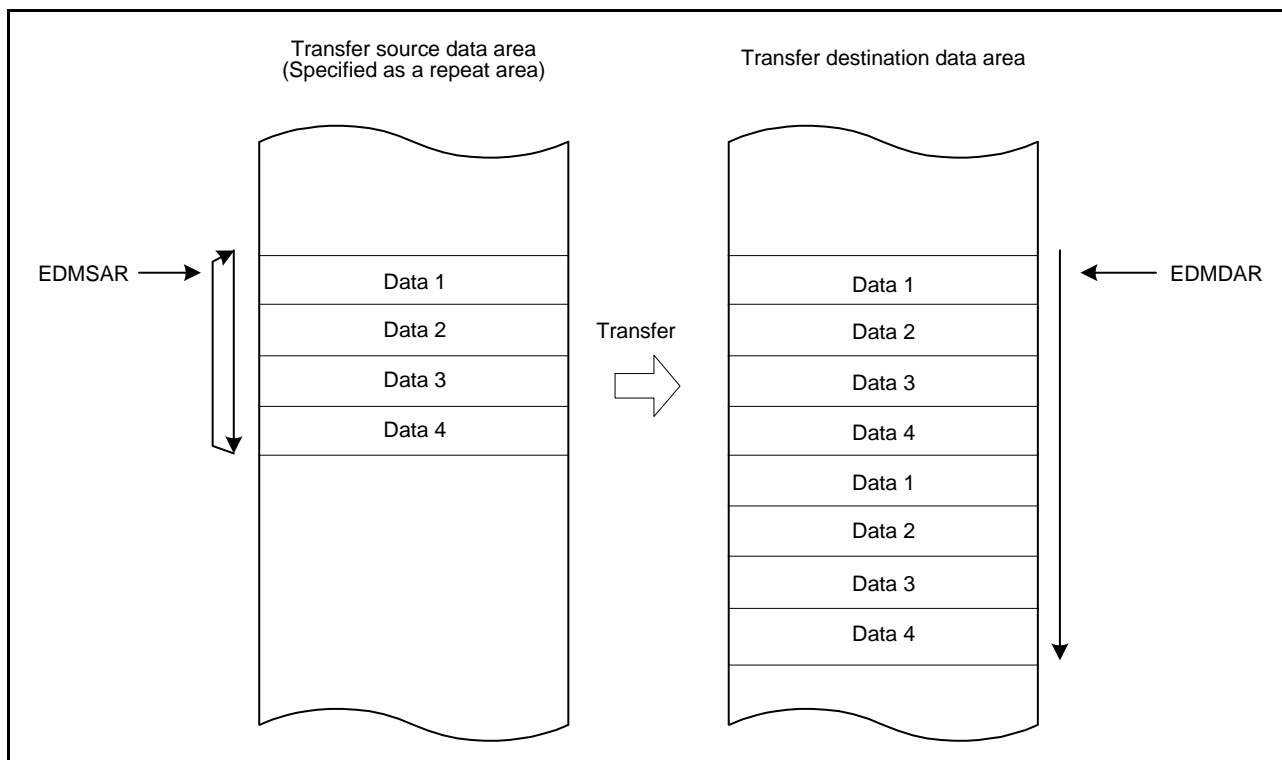 Transfer source data area
(Specified as a repeat area)
Transfer destination data area
EDMSAR
Data 1
Data 2
Data 3
Data 4
Transfer
Data 1
Data 2
Data 3
Data 4
Data 1
Data 2
Data 3
Data 4
EDMDAR